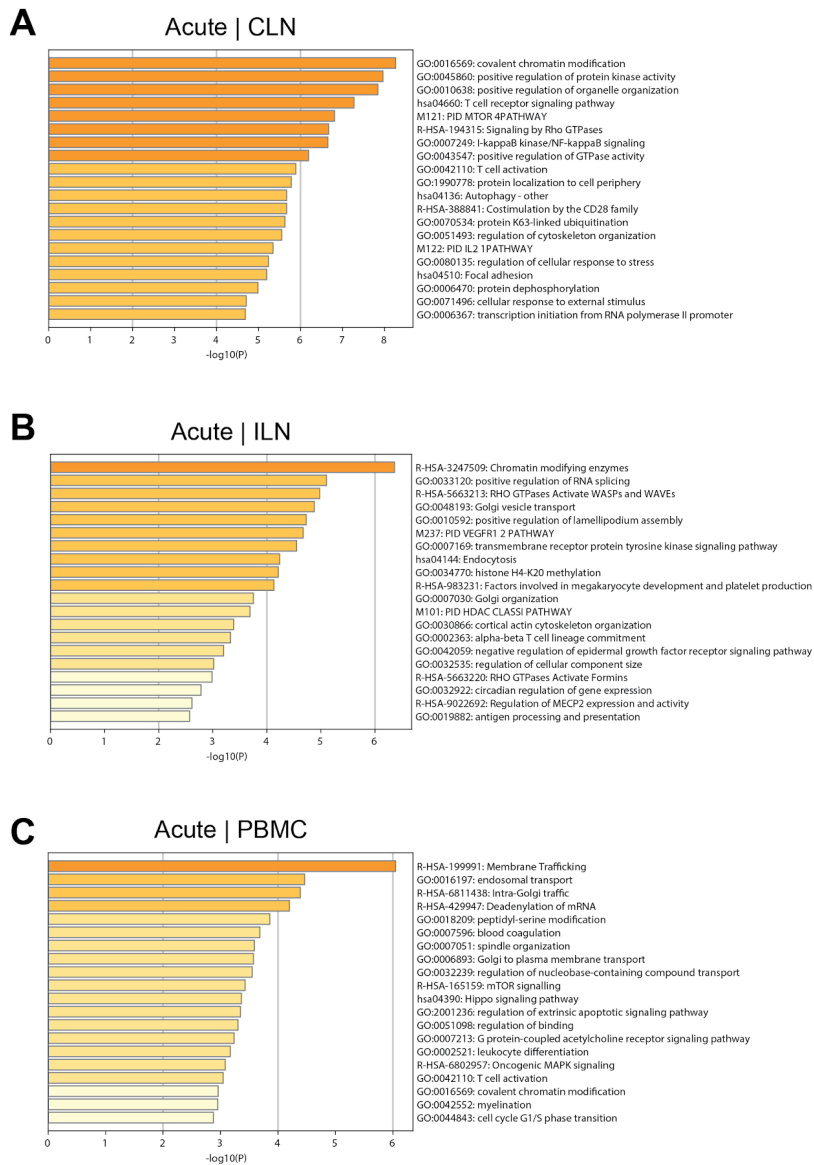 A
Acute | CLN
GO:0016569: covalent chromatin modification
GO:0045860: positive regulation of protein kinase activity
GO:0010638: positive regulation of organelle organization
hsa04660: T cell receptor signaling pathway
M121: PID MTOR 4PATHWAY
R-HSA-194315: Signaling by Rho GTPases
GO:0007249: I-kappaB kinase/NF-kappaB signaling
GO:0043547: positive regulation of GTPase activity
GO:0042110: T cell activation
GO:1990778: protein localization to cell periphery
hsa04136: Autophagy - other
R-HSA-388841: Costimulation by the CD28 family
GO:0070534: protein K63-linked ubiquitination
GO:0051493: regulation of cytoskeleton organization
M122: PID IL2 1PATHWAY
GO:0080135: regulation of cellular response to stress
hsa04510: Focal adhesion
GO:0006470: protein dephosphorylation
GO:0071496: cellular response to external stimulus
GO:0006367: transcription initiation from RNA polymerase II promoter
0 1 2 3 4 5 6 7 8
-log10(P)
B
Acute | ILN
R-HSA-3247509: Chromatin modifying enzymes
GO:0033120: positive regulation of RNA splicing
R-HSA-5663213: RHO GTPases Activate WASPs and WAVEs
GO:0048193: Golgi vesicle transport
GO:0010592: positive regulation of lamellipodium assembly
M237: PID VEGFR1 2 PATHWAY
GO:0007169: transmembrane receptor protein tyrosine kinase signaling pathway
hsa04144: Endocytosis
GO:0034770: histone H4-K20 methylation
R-HSA-983231: Factors involved in megakaryocyte development and platelet production
GO:0007030: Golgi organization
M101: PID HDAC CLASSI PATHWAY
GO:0030866: cortical actin cytoskeleton organization
GO:0002363: alpha-beta T cell lineage commitment
GO:0042059: negative regulation of epidermal growth factor receptor signaling pathway
GO:0032535: regulation of cellular component size
R-HSA-5663220: RHO GTPases Activate Formins
GO:0032922: circadian regulation of gene expression
R-HSA-9022692: Regulation of MECP2 expression and activity
GO:0019882: antigen processing and presentation
0 1 2 3 4 5 6
-log10(P)
C
Acute | PBMC
R-HSA-199991: Membrane Trafficking
GO:0016197: endosomal transport
R-HSA-6811438: Intra-Golgi traffic
R-HSA-429947: Deadenylation of mRNA
GO:0018209: peptidyl-serine modification
GO:0007596: blood coagulation
GO:0007051: spindle organization
GO:0006893: Golgi to plasma membrane transport
GO:0032239: regulation of nucleobase-containing compound transport
R-HSA-165159: mTOR signalling
hsa04390: Hippo signaling pathway
GO:2001236: regulation of extrinsic apoptotic signaling pathway
GO:0051098: regulation of binding
GO:0007213: G protein-coupled acetylcholine receptor signaling pathway
GO:0002521: leukocyte differentiation
R-HSA-6802957: Oncogenic MAPK signaling
GO:0042110: T cell activation
GO:0016569: covalent chromatin modification
GO:0042552: myelination
GO:0044843: cell cycle G1/S phase transition
0 1 2 3 4 5 6
-log10(P)